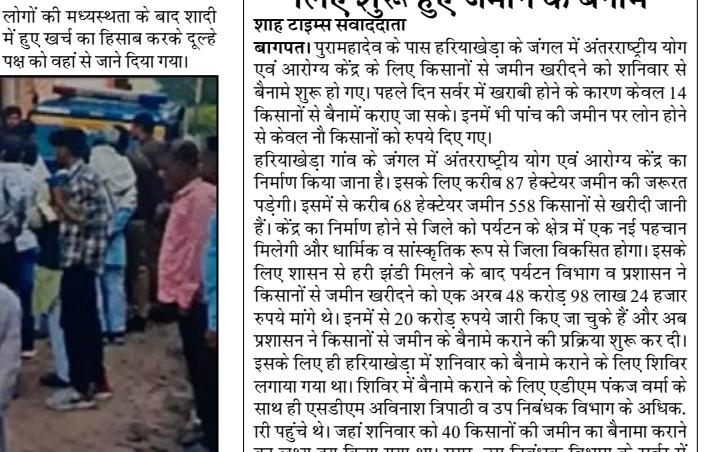 लोगों की मध्यस्थता के बाद शादी
में हुए खर्च का हिसाब करके दूल्हे
पक्ष को वहां से जाने दिया गया।
लिए शुरू हुए जमीन के बैनामे
शाह टाइम्स संवाददाता
बागपत। पुरामहादेव के पास हरियाखेड़ा के जंगल में अंतरराष्ट्रीय योग
एवं आरोग्य केंद्र के लिए किसानों से जमीन खरीदने को शनिवार से
बैनामे शुरू हो गए। पहले दिन सर्वर में खराबी होने के कारण केवल 14
किसानों से बैनामें कराए जा सके। इनमें भी पांच की जमीन पर लोन होने
से केवल नौ किसानों को रुपये दिए गए।
हरियाखेड़ा गांव के जंगल में अंतरराष्ट्रीय योग एवं आरोग्य केंद्र का
निर्माण किया जाना है। इसके लिए करीब 87 हेक्टेयर जमीन की जरूरत
पड़ेगी। इसमें से करीब 68 हेक्टेयर जमीन 558 किसानों से खरीदी जानी
हैं। केंद्र का निर्माण होने से जिले को पर्यटन के क्षेत्र में एक नई पहचान
मिलेगी और धार्मिक व सांस्कृतिक रूप से जिला विकसित होगा। इसके
लिए शासन से हरी झंडी मिलने के बाद पर्यटन विभाग व प्रशासन ने
किसानों से जमीन खरीदने को एक अरब 48 करोड़ 98 लाख 24 हजार
रुपये मांगे थे। इनमें से 20 करोड़ रुपये जारी किए जा चुके हैं और अब
प्रशासन ने किसानों से जमीन के बैनामे कराने की प्रक्रिया शुरू कर दी।
इसके लिए ही हरियाखेड़ा में शनिवार को बैनामे कराने के लिए शिविर
लगाया गया था। शिविर में बैनामे कराने के लिए एडीएम पंकज वर्मा के
साथ ही एसडीएम अविनाश त्रिपाठी व उप निबंधक विभाग के अधिक.
ारी पहुंचे थे। जहां शनिवार को 40 किसानों की जमीन का बैनामा कराने